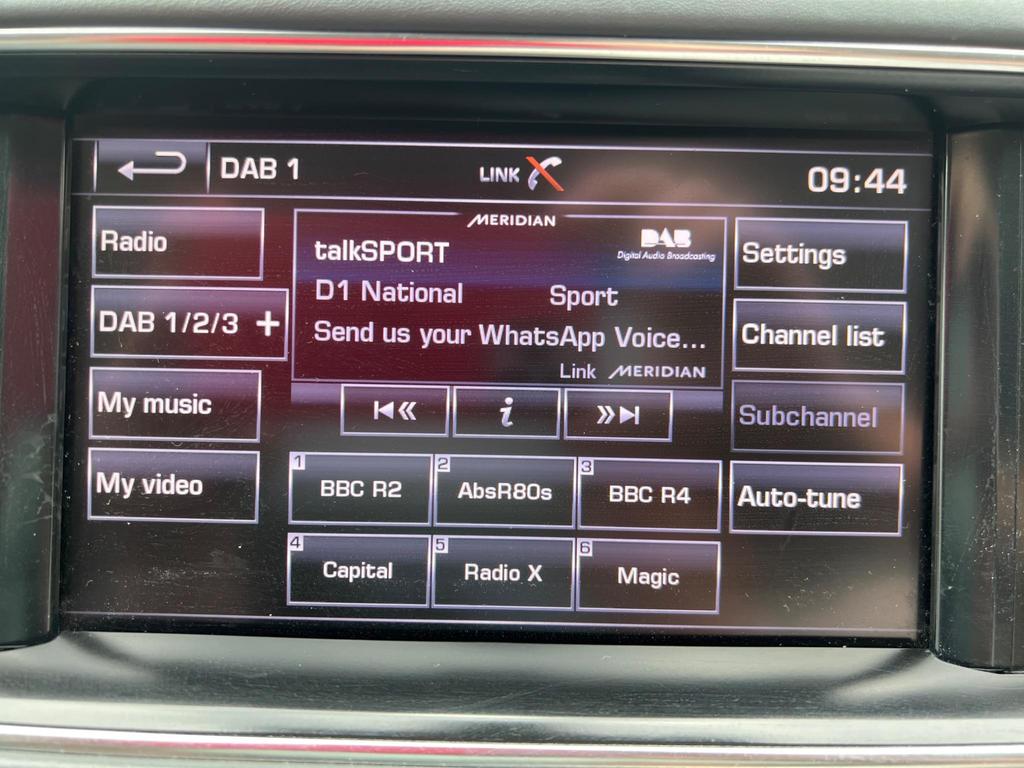 DAB 1
LINK
09:44
Radio
DAB 1/2/3 +
My music
My video
MERIDIAN
talkSPORT
DAB
Digital Audio Broadcasting
D1 National Sport
Send us your WhatsApp Voice...
Link MERIDIAN
i
Settings
Channel list
Subchannel
Auto-tune
1 BBC R2
2 AbsR80s
3 BBC R4
4 Capital
5 Radio X
6 Magic